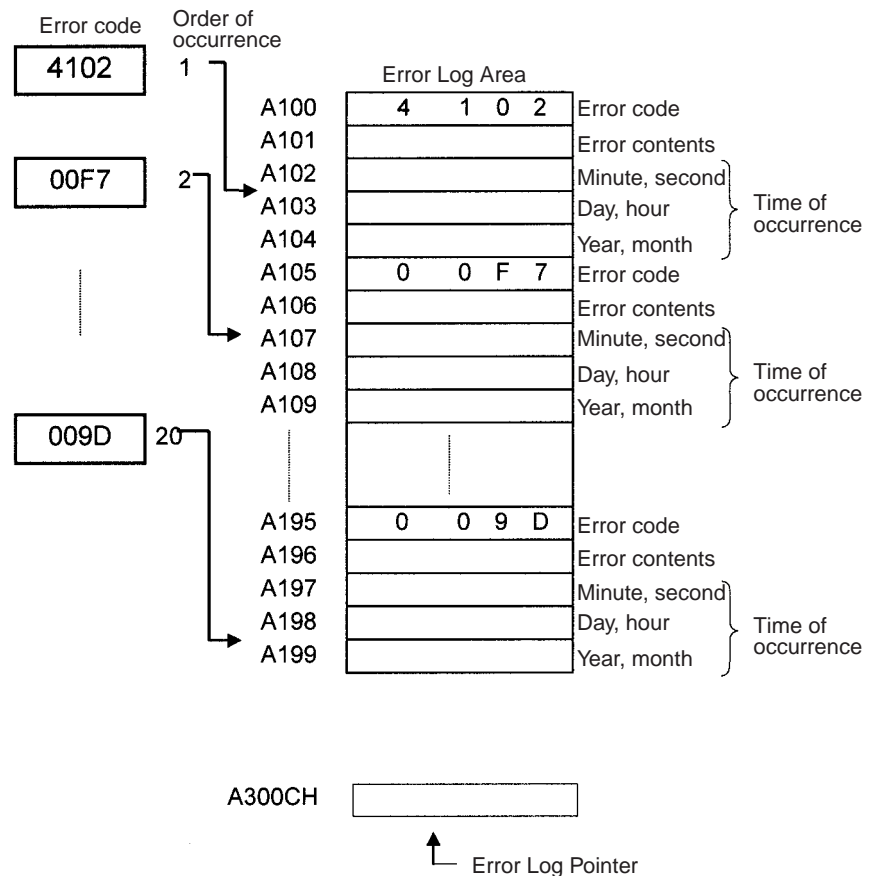 Error code
Order of
occurrence
4102 1
Error Log Area
A100 4 1 0 2 Error code
A101 Error contents
00F7 2
A102 Minute, second
A103 Day, hour
Time of
occurrence
A104 Year, month
A105 0 0 F 7 Error code
A106 Error contents
A107 Minute, second
A108 Day, hour
Time of
occurrence
A109 Year, month
009D 20
A195 0 0 9 D Error code
A196 Error contents
A197 Minute, second
A198 Day, hour
Time of
occurrence
A199 Year, month
A300CH
Error Log Pointer